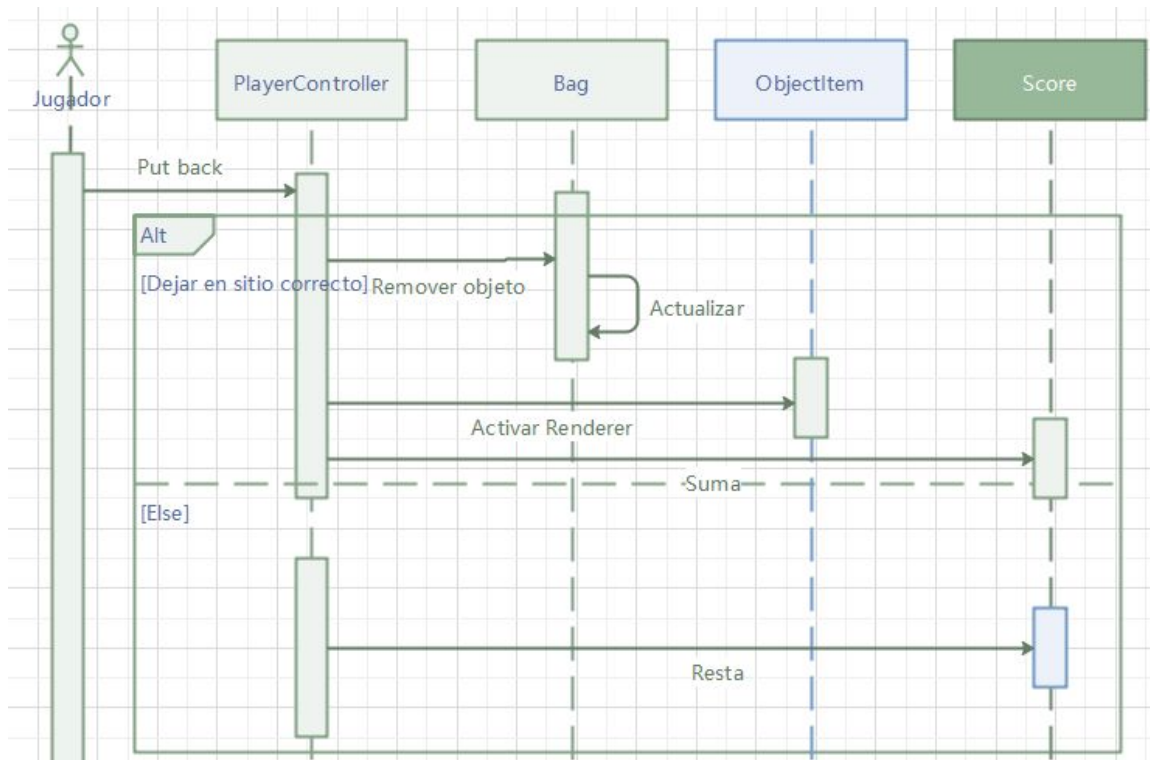 Jugador
PlayerController
Bag
ObjectItem
Score
Put back
Alt
[Dejar en sitio correcto]
Remover objeto
Actualizar
Activar Renderer
Suma
[Else]
Resta